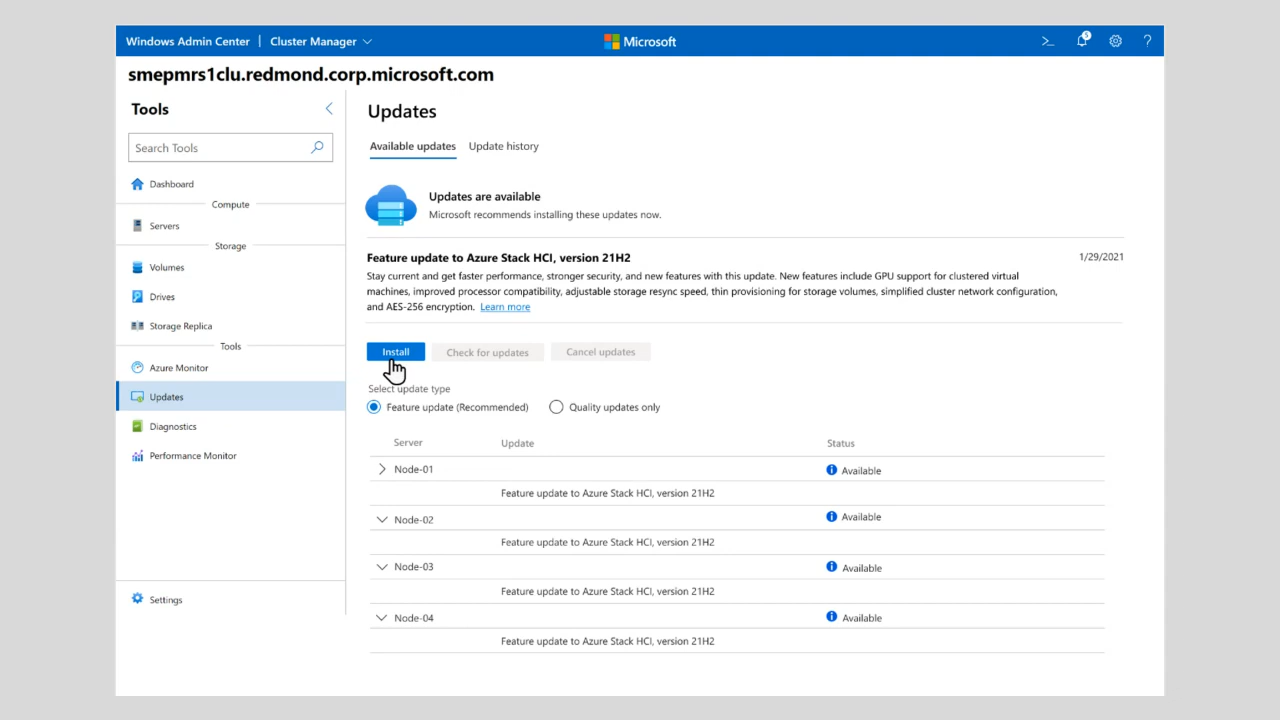 Windows Admin Center | Cluster Manager
Microsoft
>_
5
?
smepmrs1clu.redmond.corp.microsoft.com
Tools
Search Tools
Dashboard
Compute
Servers
Storage
Volumes
Drives
Storage Replica
Tools
Azure Monitor
Updates
Diagnostics
Performance Monitor
Settings
Updates
Available updates Update history
Updates are available
Microsoft recommends installing these updates now.
Feature update to Azure Stack HCI, version 21H2 1/29/2021
Stay current and get faster performance, stronger security, and new features with this update. New features include GPU support for clustered virtual
machines, improved processor compatibility, adjustable storage resync speed, thin provisioning for storage volumes, simplified cluster network configuration,
and AES-256 encryption. Learn more
Install Check for updates Cancel updates
Select update type
Feature update (Recommended) Quality updates only
Server Update Status
Node-01 Available
Feature update to Azure Stack HCI, version 21H2
Node-02 Available
Feature update to Azure Stack HCI, version 21H2
Node-03 Available
Feature update to Azure Stack HCI, version 21H2
Node-04 Available
Feature update to Azure Stack HCI, version 21H2